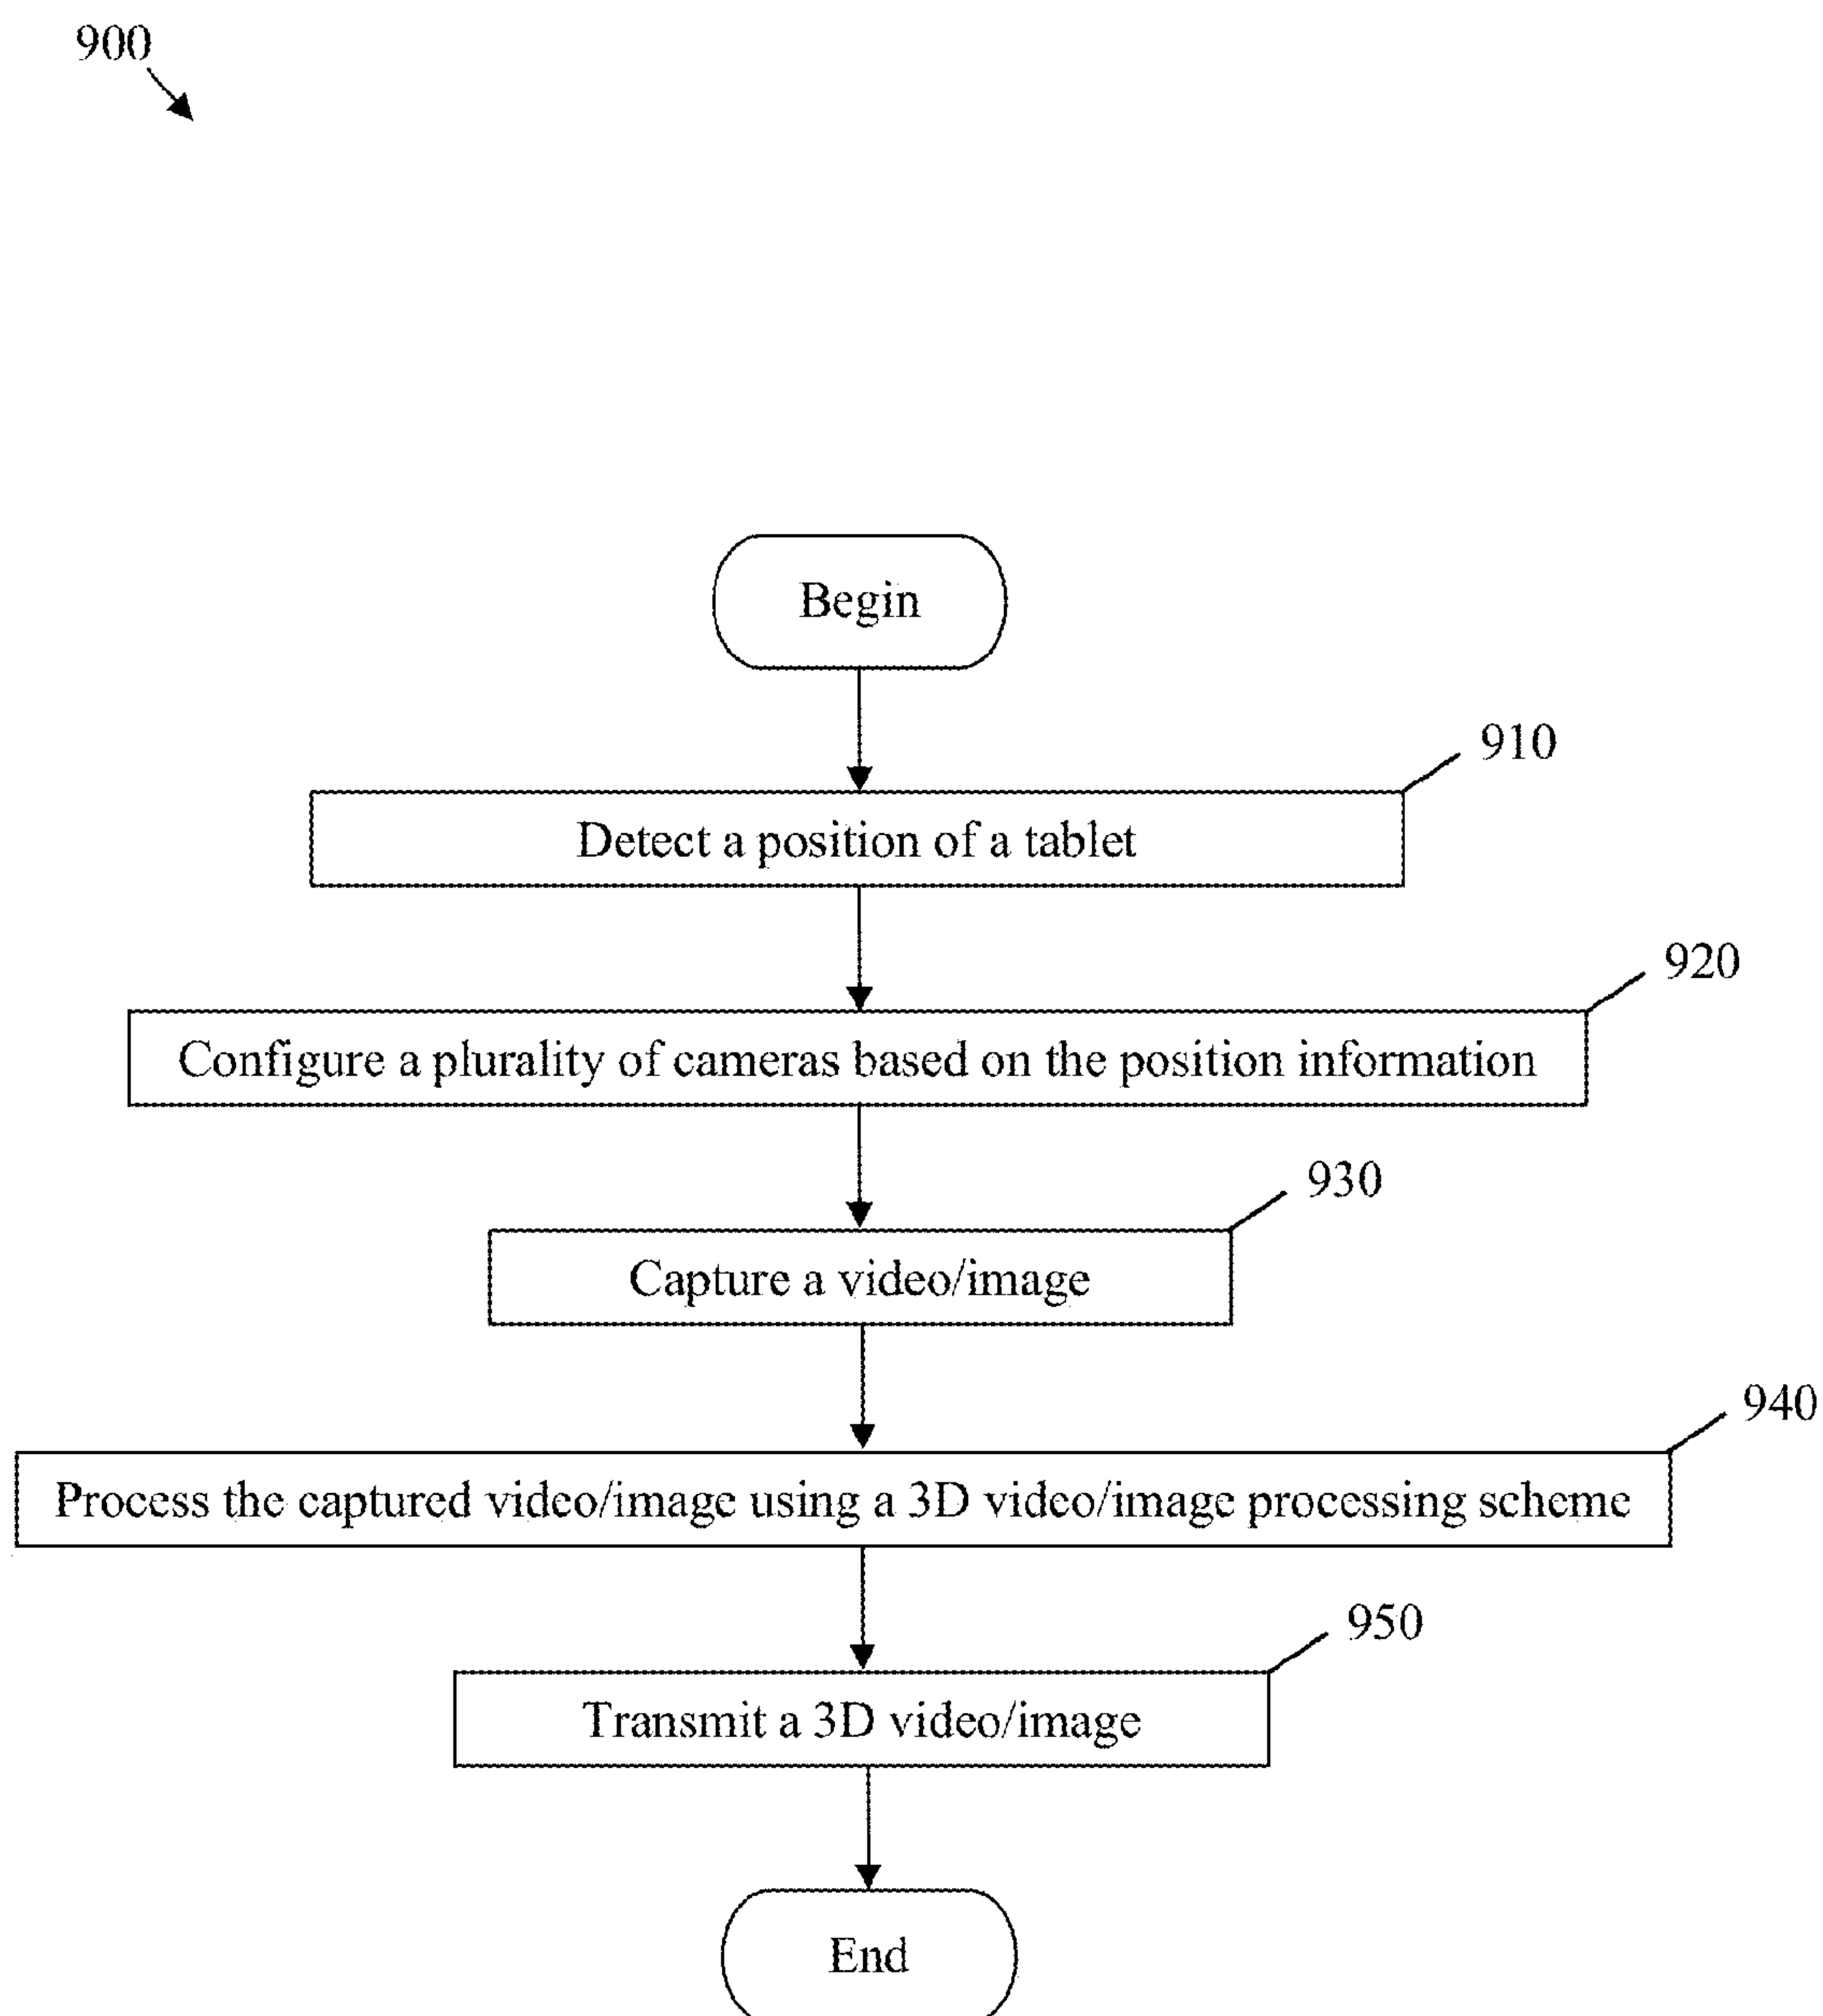 900
Begin
910
Detect a position of a tablet
920
Configure a plurality of cameras based on the position information
930
Capture a video/image
940
Process the captured video/image using a 3D video/image processing scheme
950
Transmit a 3D video/image
End